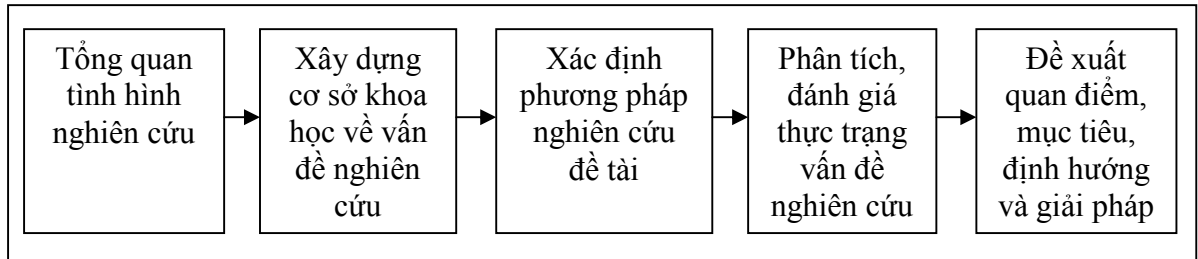 Tổng quan
tình hình
nghiên cứu
Xây dựng
cơ sở khoa
học về vấn
đề nghiên
cứu
Xác định
phương pháp
nghiên cứu
đề tài
Phân tích,
đánh giá
thực trạng
vấn đề
nghiên cứu
Đề xuất
quan điểm,
mục tiêu,
định hướng
và giải pháp